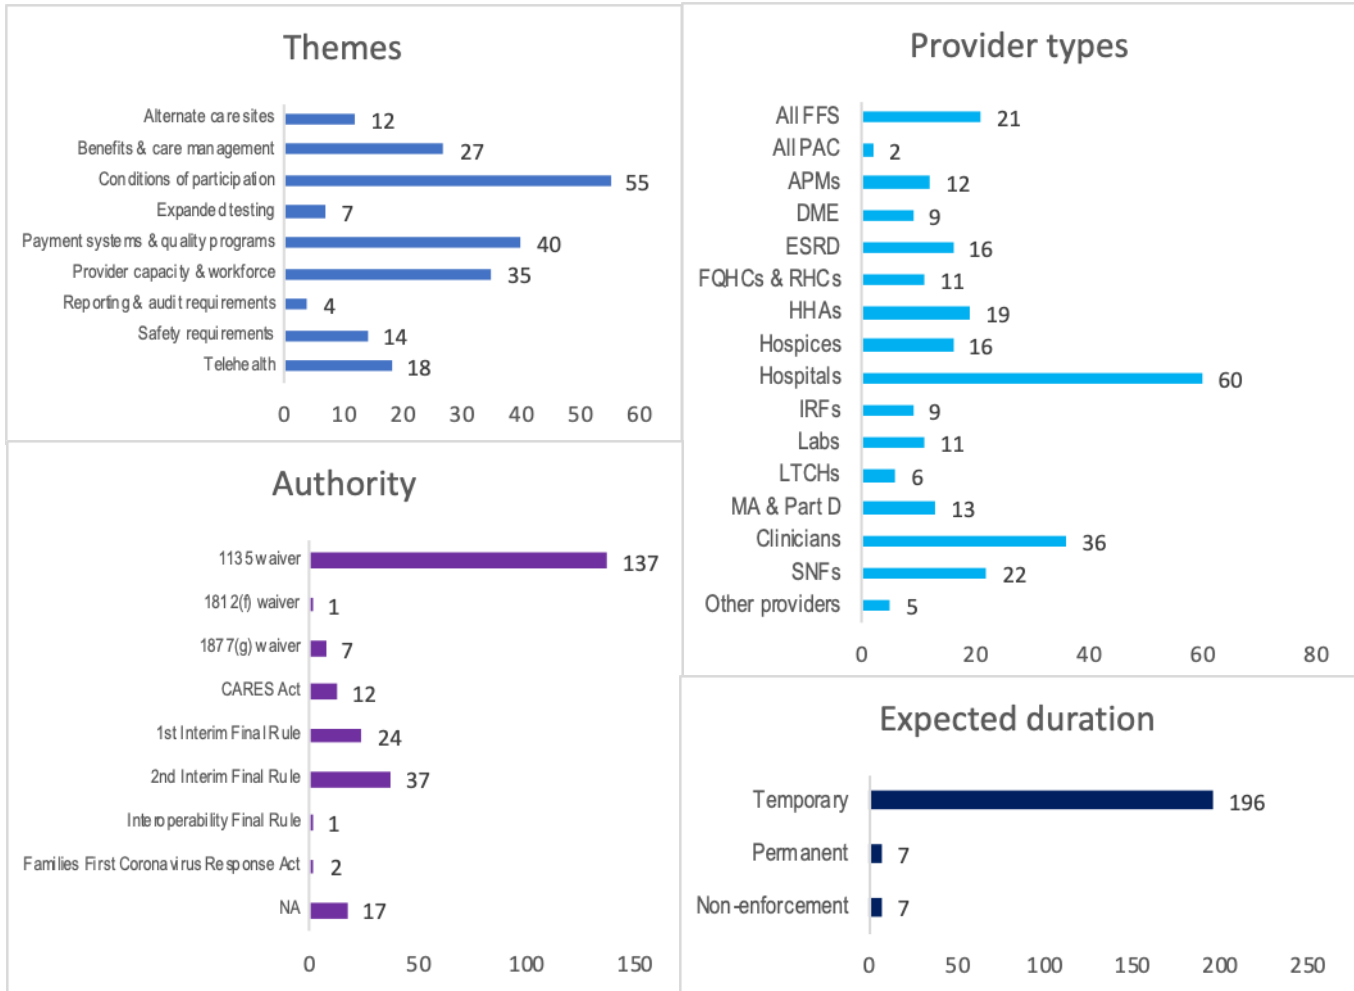 Themes
Alternate care sites 12
Benefits & care management 27
Conditions of participation 55
Expanded testing 7
Payment systems & quality programs 40
Provider capacity & workforce 35
Reporting & audit requirements 4
Safety requirements 14
Telehealth 18
0 10 20 30 40 50 60
Provider types
All FFS 21
All PAC 2
APMs 12
DME 9
ESRD 16
FQHCs & RHCs 11
HHAs 19
Hospices 16
Hospitals 60
IRFs 9
Labs 11
LTCHs 6
MA & Part D 13
Clinicians 36
SNFs 22
Other providers 5
0 20 40 60 80
Authority
1135 waiver 137
1812(f) waiver 1
1877(g) waiver 7
CARES Act 12
1st Interim Final Rule 24
2nd Interim Final Rule 37
Interoperability Final Rule 1
Families First Coronavirus Response Act 2
NA 17
0 50 100 150
Expected duration
Temporary 196
Permanent 7
Non-enforcement 7
0 50 100 150 200 250